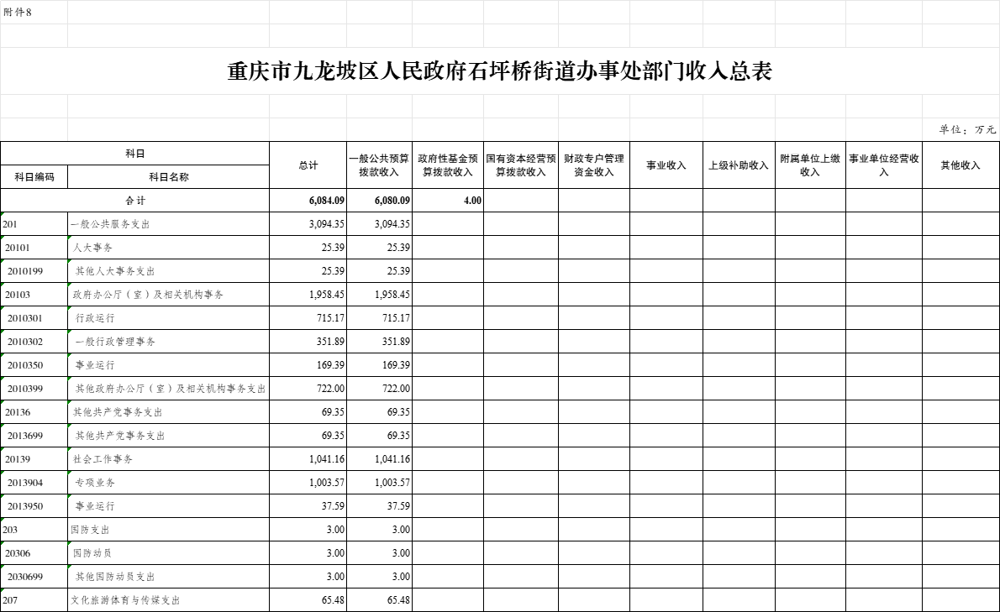 附件8
重庆市九龙坡区人民政府石坪桥街道办事处部门收入总表
单位：万元
科目 总计 一般公共预算拨款收入 政府性基金预算拨款收入 国有资本经营预算拨款收入 财政专户管理资金收入 事业收入 上级补助收入 附属单位上缴收入 事业单位经营收入 其他收入
科目编码 科目名称
合计 6,084.09 6,080.09 4.00
201 一般公共服务支出 3,094.35 3,094.35
20101 人大事务 25.39 25.39
2010199 其他人大事务支出 25.39 25.39
20103 政府办公厅（室）及相关机构事务 1,958.45 1,958.45
2010301 行政运行 715.17 715.17
2010302 一般行政管理事务 351.89 351.89
2010350 事业运行 169.39 169.39
2010399 其他政府办公厅（室）及相关机构事务支出 722.00 722.00
20136 其他共产党事务支出 69.35 69.35
2013699 其他共产党事务支出 69.35 69.35
20139 社会工作事务 1,041.16 1,041.16
2013904 专项业务 1,003.57 1,003.57
2013950 事业运行 37.59 37.59
203 国防支出 3.00 3.00
20306 国防动员 3.00 3.00
2030699 其他国防动员支出 3.00 3.00
207 文化旅游体育与传媒支出 65.48 65.48